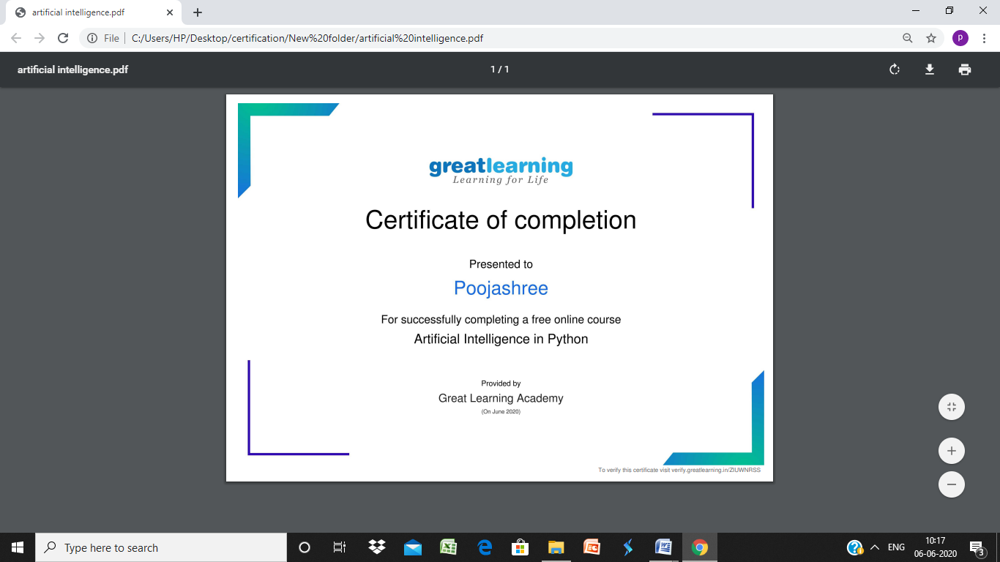 artificial intelligence.pdf
File C:/Users/HP/Desktop/certification/New%20folder/artificial%20intelligence.pdf
p
artificial intelligence.pdf
1 / 1
greatlearning
Learning for Life
Certificate of completion
Presented to
Poojashree
For successfully completing a free online course
Artificial Intelligence in Python
Provided by
Great Learning Academy
(On June 2020)
To verify this certificate visit verify.greatlearning.in/ZIUWNRSS
Type here to search
ENG
10:17
06-06-2020
3